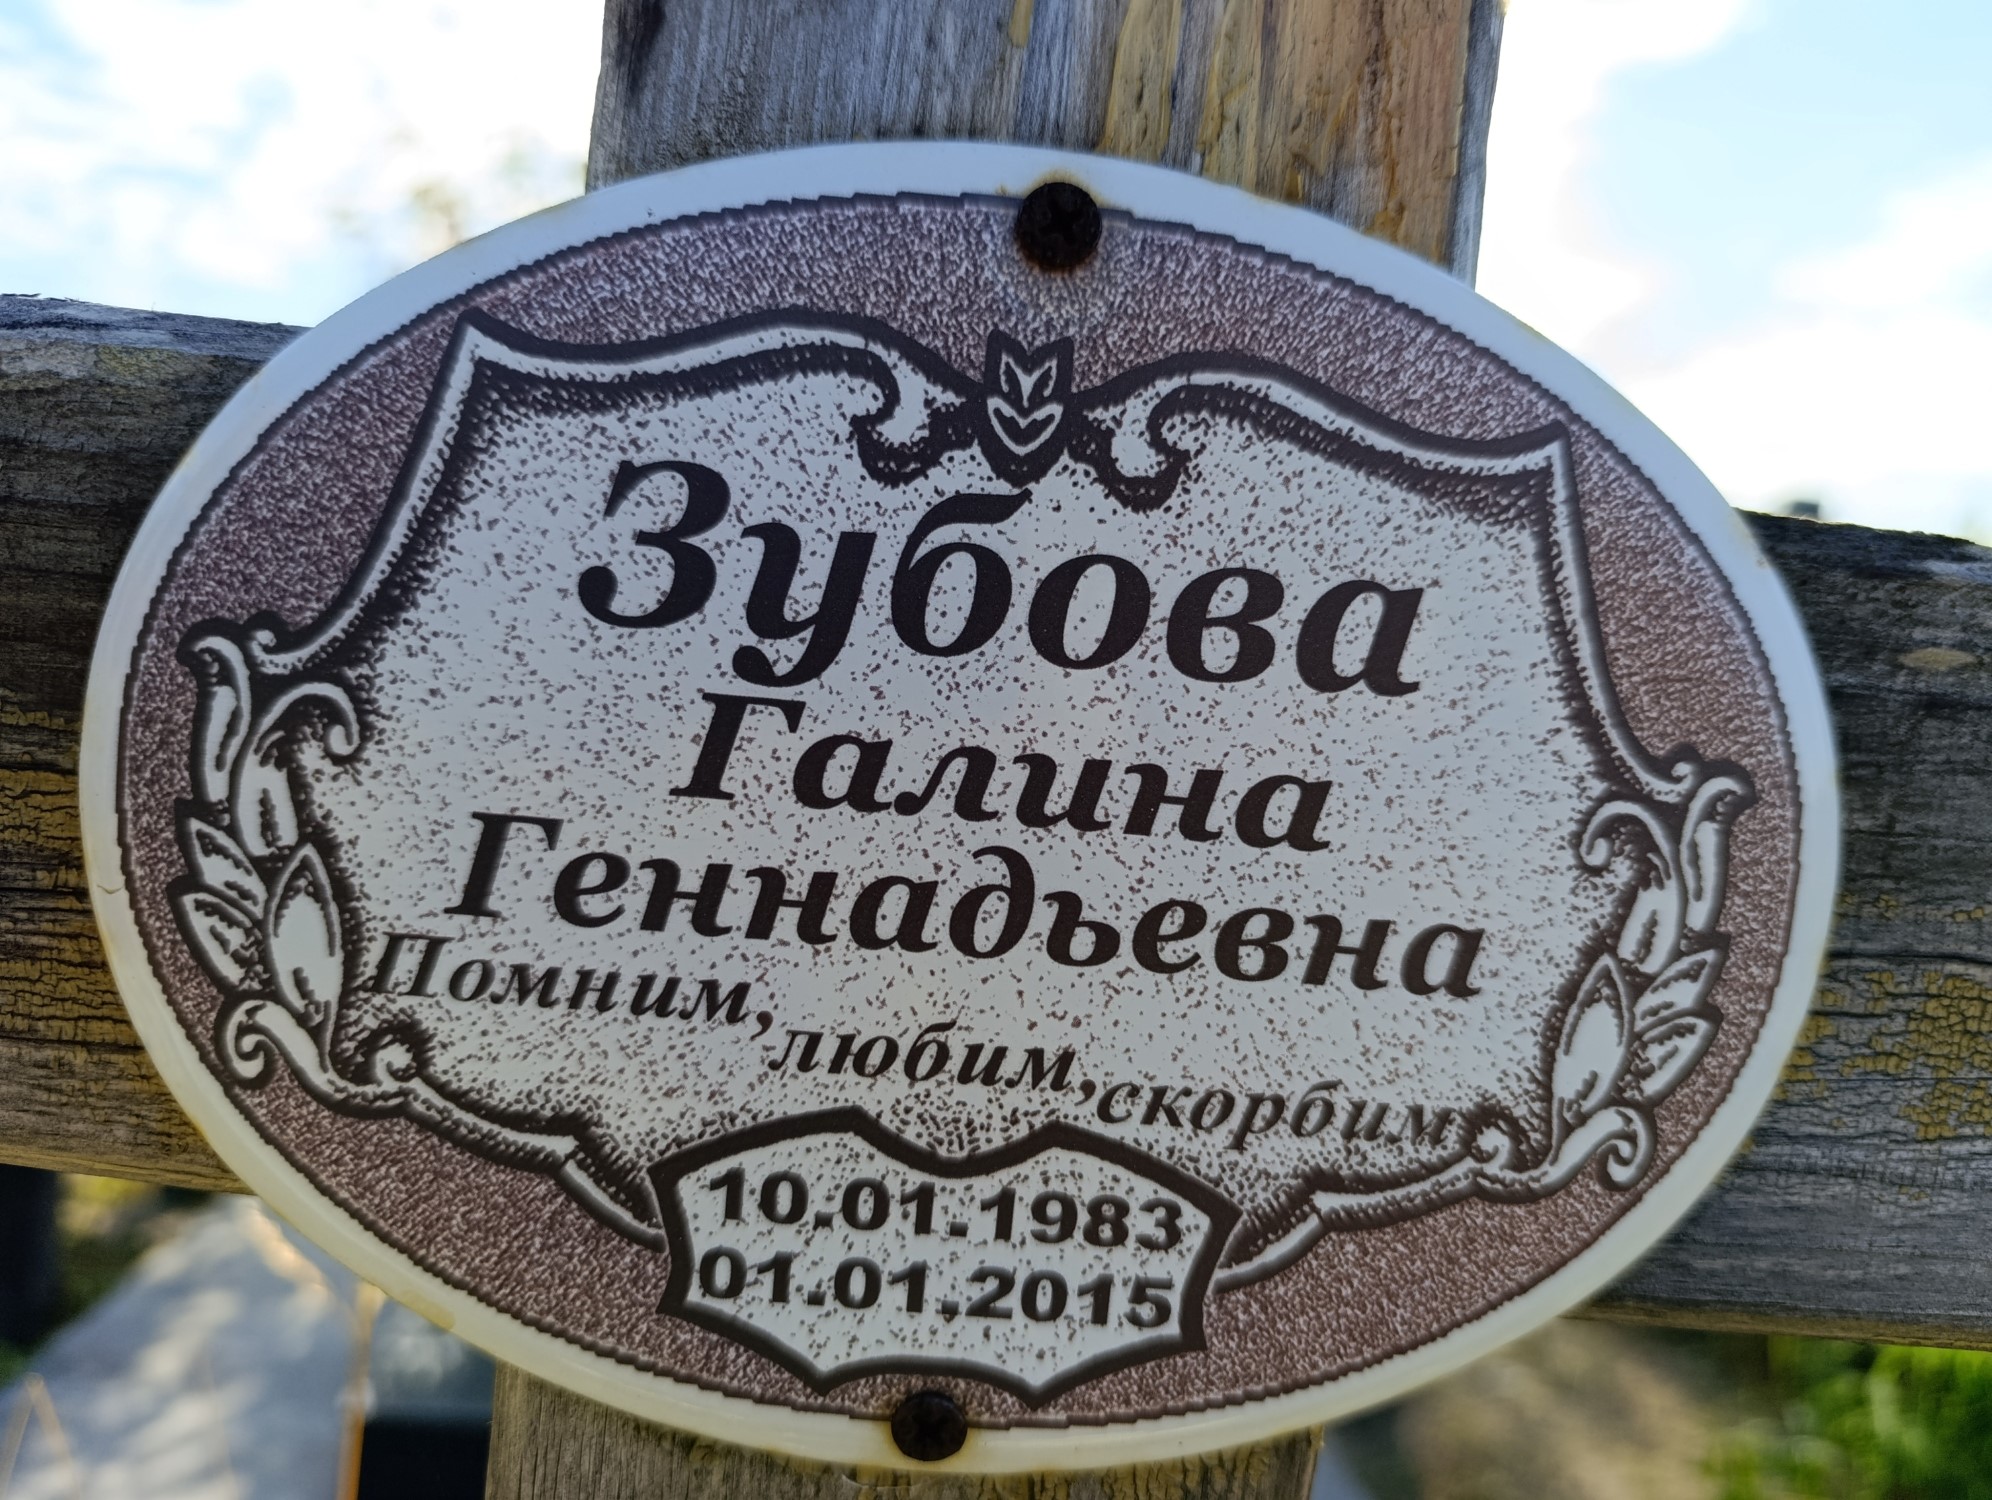 Зубова
Галина
Геннадьевна
Помним, любим, скорбим
10.01.1983
01.01.2015